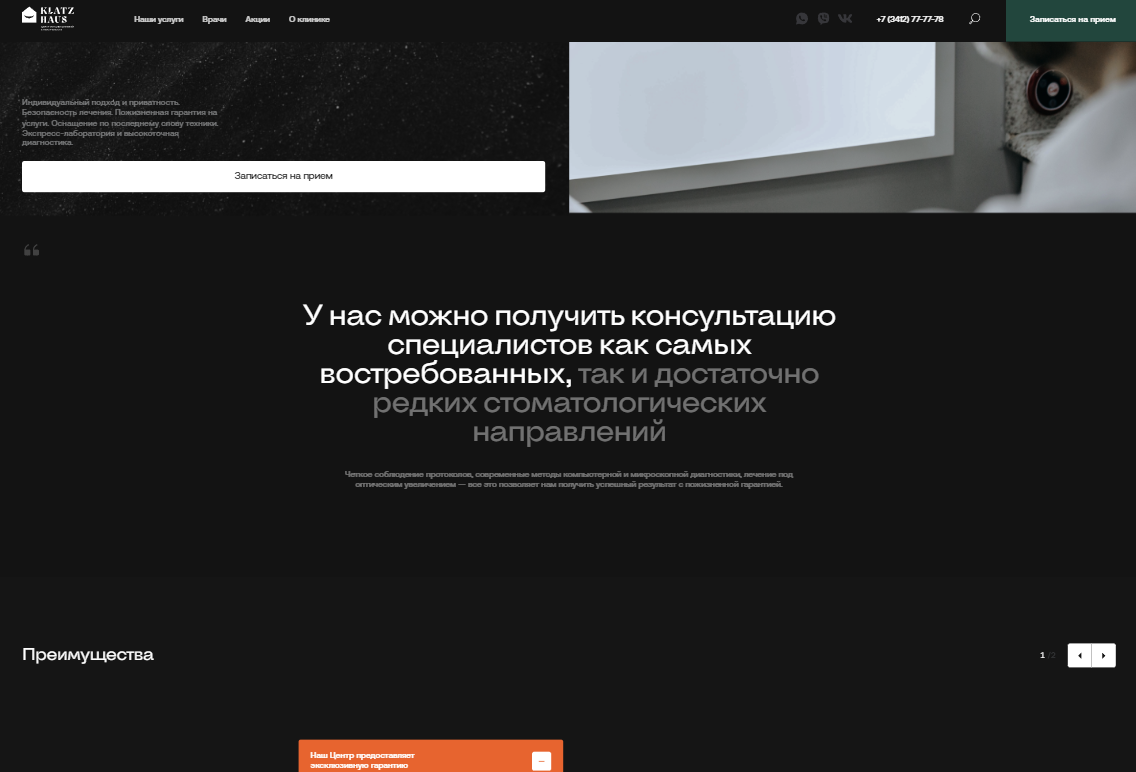 KLATZ
HAUS
Наши услуги
Врачи
Акции
О клинике
+7 (3412) 77-77-78
Записаться на прием
Индивидуальный подход и приватность.
Безопасность лечения. Пожизненная гарантия на
услуги. Оснащение по последнему слову техники.
Экспресс-лаборатория и высокоточная
диагностика.
Записаться на прием
“
У нас можно получить консультацию
специалистов как самых
востребованных, так и достаточно
редких стоматологических
направлений
Четкое соблюдение протоколов, современные методы компьютерной и микроскопной диагностики, лечение под
оптическим увеличением — все это позволяет нам получить успешный результат с пожизненной гарантией.
Преимущества
1 /2
Наш Центр предоставляет
эксклюзивную гарантию